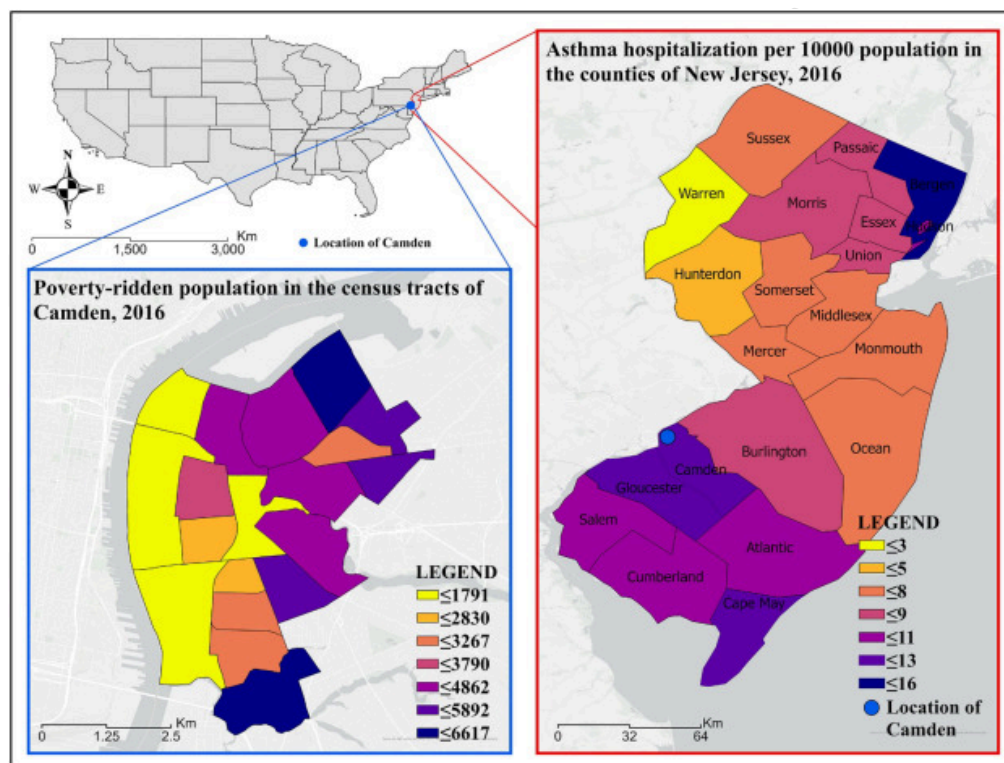 N
W
E
S
Km
0
1,500
3,000
Location of Camden
Poverty-ridden population in the census tracts of
Camden, 2016
LEGEND
≤1791
≤2830
≤3267
≤3790
≤4862
≤5892
≤6617
Km
0
1.25
2.5
Asthma hospitalization per 10000 population in
the counties of New Jersey, 2016
Sussex
Passaic
Bergen
Warren
Morris
Essex
Hudson
Union
Hunterdon
Somerset
Middlesex
Mercer
Monmouth
Ocean
Burlington
Camden
Gloucester
Salem
Atlantic
Cumberland
Cape May
LEGEND
≤3
≤5
≤8
≤9
≤11
≤13
≤16
Location of
Camden
Km
0
32
64